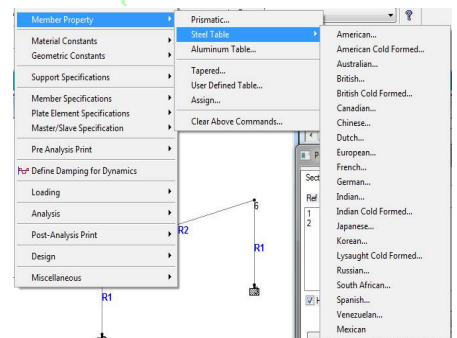 Member Property
Material Constants
Geometric Constants
Support Specifications
Member Specifications
Plate Element Specifications
Master/Slave Specification
Pre Analysis Print
Define Damping for Dynamics
Loading
Analysis
Post-Analysis Print
Design
Miscellaneous
Prismatic...
Steel Table
Aluminum Table...
Tapered...
User Defined Table...
Assign...
Clear Above Commands...
American...
American Cold Formed...
Australian...
British...
British Cold Formed...
Canadian...
Chinese...
Dutch...
European...
French...
German...
Indian...
Indian Cold Formed...
Japanese...
Korean...
Lysaught Cold Formed...
Russian...
South African...
Spanish...
Venezuelan...
Mexican
Sect
Ref
1
2
6
R2
R1
R1